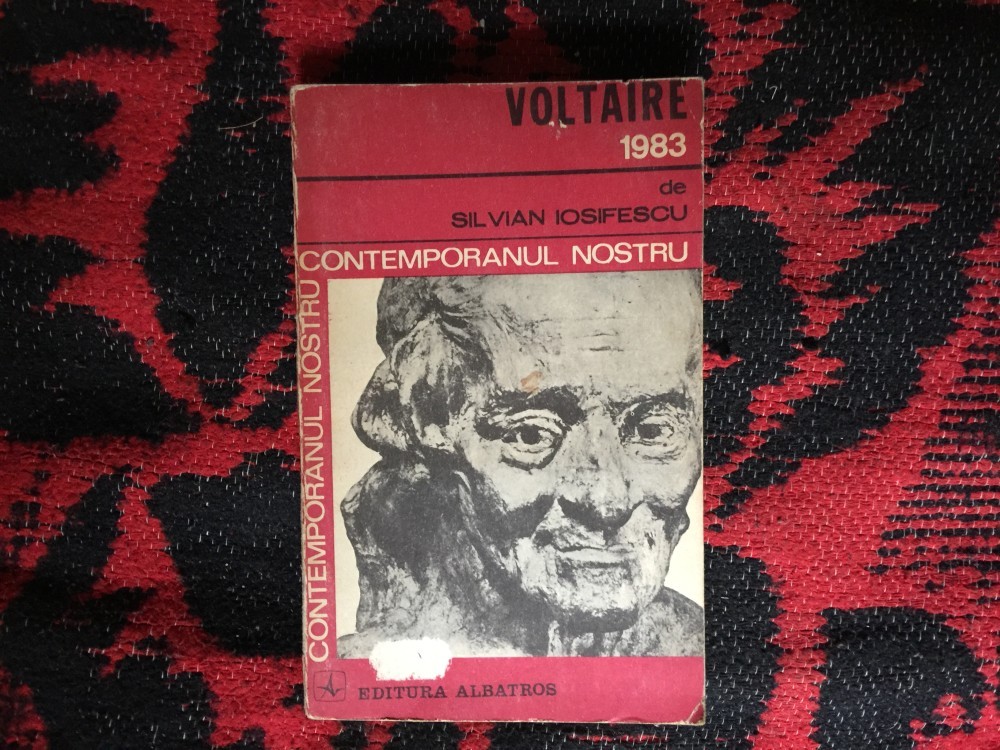 VOLTAIRE
1983
de
SILVIAN IOSIFESCU
CONTEMPORANUL NOSTRU
CONTEMPORANUL NOSTRU
EDITURA ALBATROS